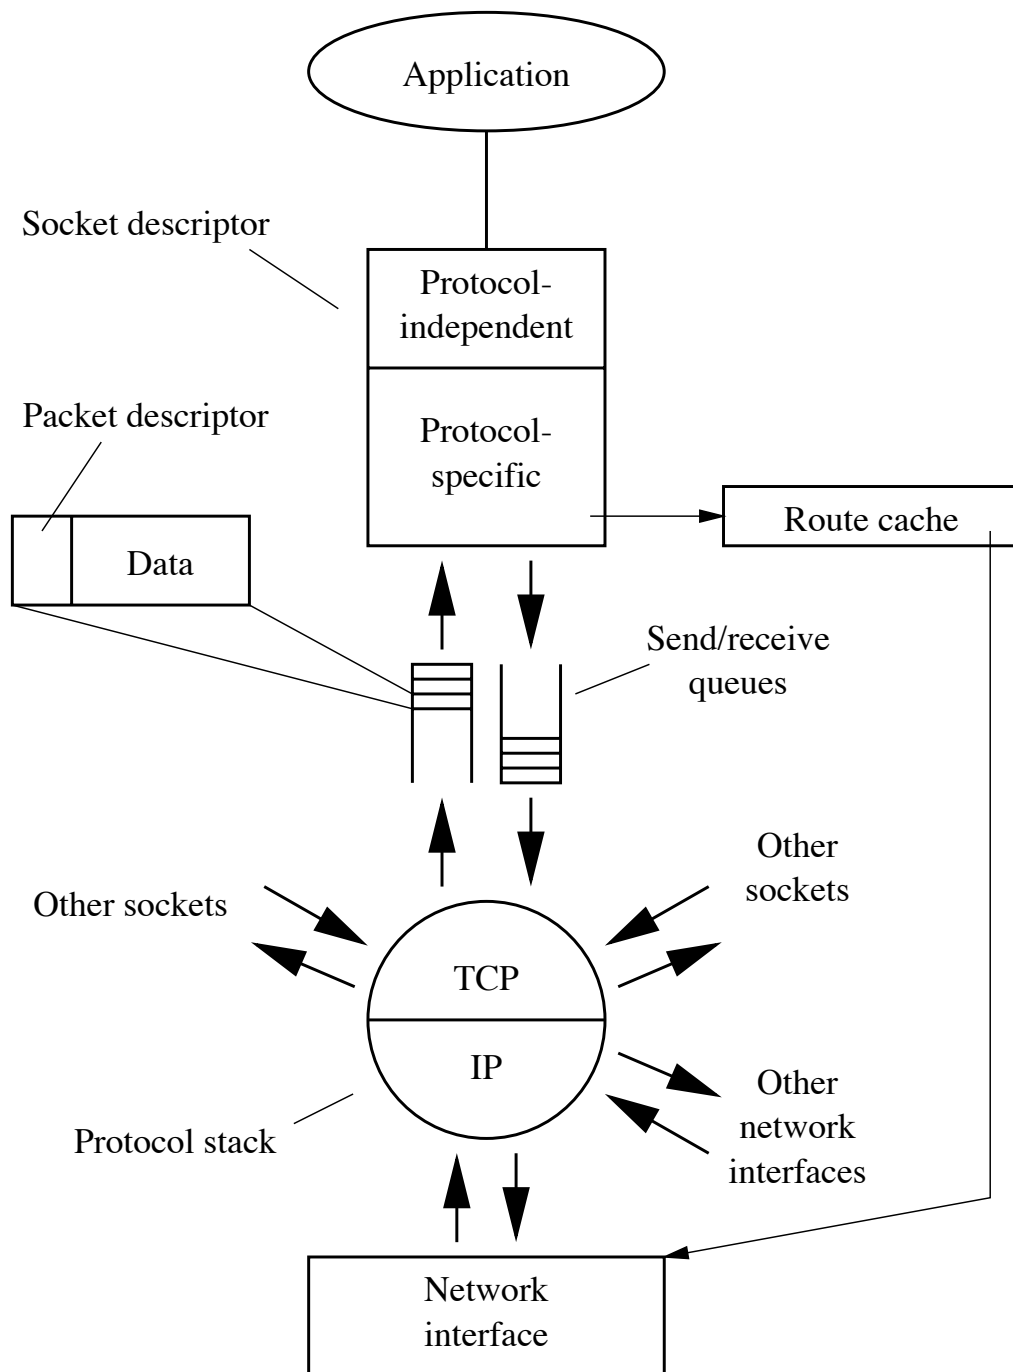 Application
Socket descriptor
Protocol-
independent
Packet descriptor
Protocol-
specific
Route cache
Data
Send/receive
queues
Other
sockets
Other sockets
TCP
IP
Other
network
interfaces
Protocol stack
Network
interface